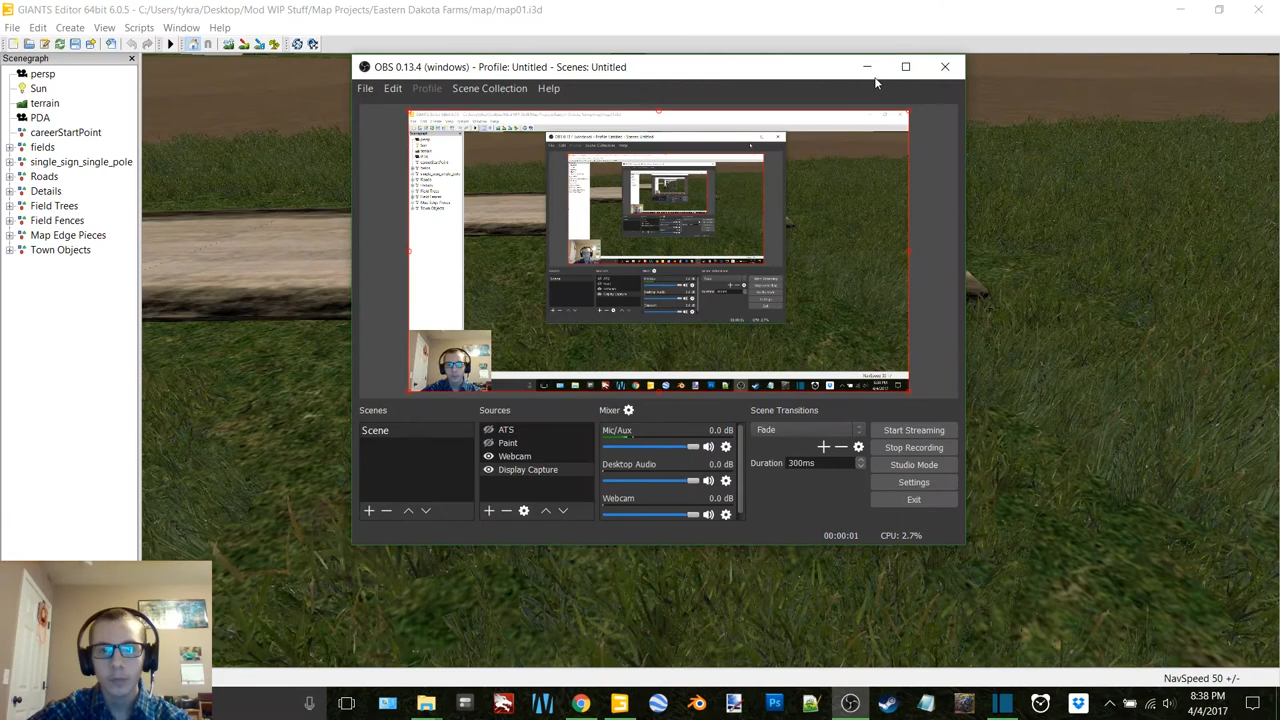 GIANTS Editor 64bit 6.0.5 - C:/Users/tykra/Desktop/Mod WIP Stuff/Map Projects/Eastern Dakota Farms/map/map01.i3d
File Edit Create View Scripts Window Help
Scenegraph
persp
Sun
terrain
PDA
careerStartPoint
fields
single_sign_single_pole
Roads
Details
Field Trees
Field Fences
Map Edge Pieces
Town Objects
OBS 0.13.4 (windows) - Profile: Untitled - Scenes: Untitled
File Edit Profile Scene Collection Help
Scenes
Scene
Sources
ATS
Paint
Webcam
Display Capture
Mixer
Mic/Aux 0.0 dB
Desktop Audio 0.0 dB
Webcam 0.0 dB
Scene Transitions
Fade
Duration 300ms
Start Streaming
Stop Recording
Studio Mode
Settings
Exit
00:00:01 CPU: 2.7%
NavSpeed 50 +/-
8:38 PM
4/4/2017